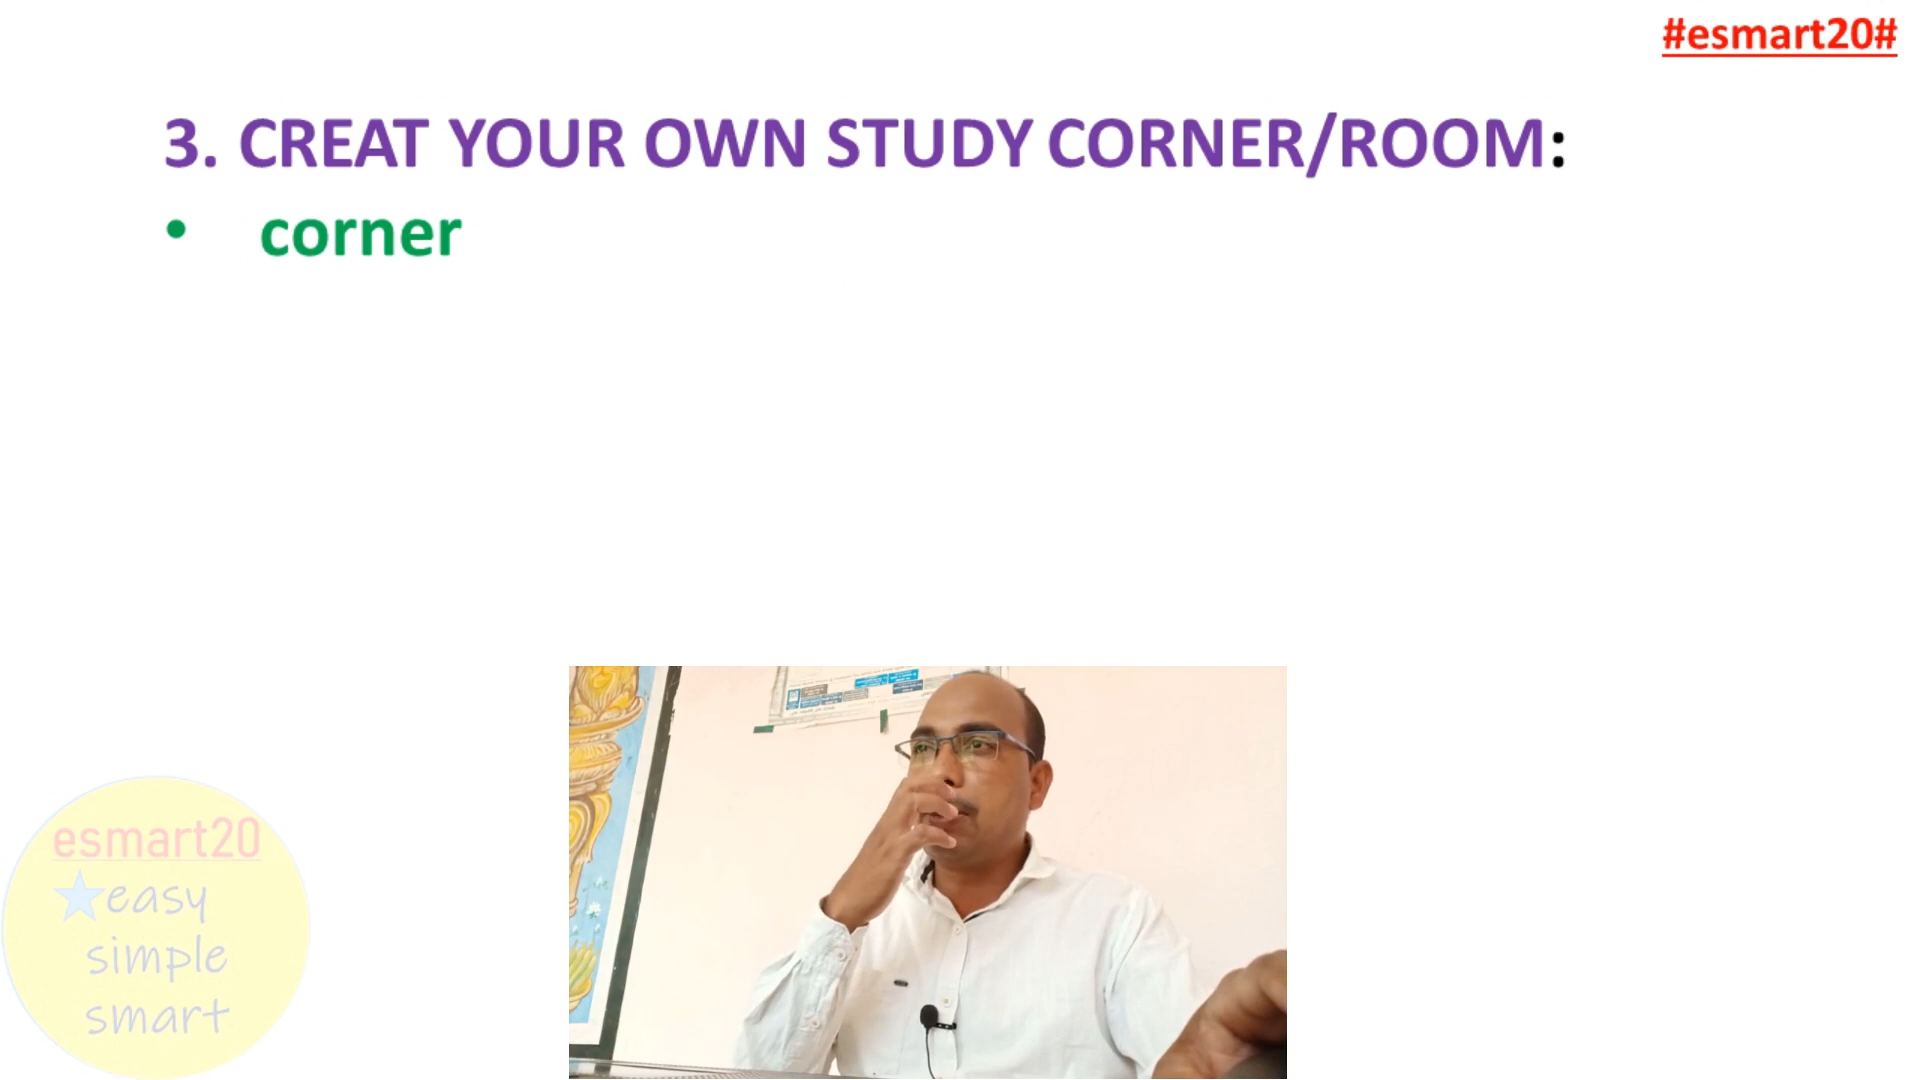 #esmart20#
3. CREAT YOUR OWN STUDY CORNER/ROOM:
• corner
esmart20
easy
simple
smart